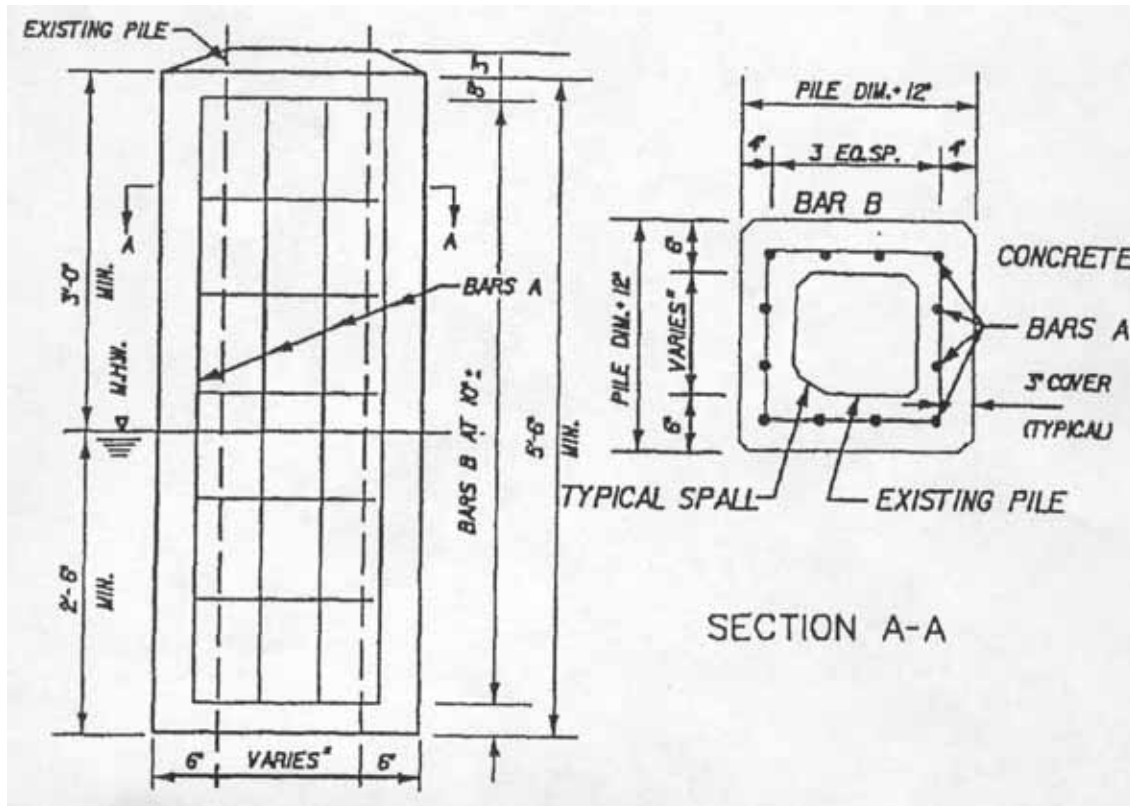 EXISTING PILE
3'-0"
MIN.
A
A
BARS A
M.H.W.
BARS B AT 10"±
5'-6"
MIN.
2'-6"
MIN.
6"
VARIES*
6"
PILE DIM.+12"
4"
3 EQ.SP.
4"
BAR B
CONCRETE
PILE DIM.+12"
6"
VARIES*
6"
BARS A
3" COVER
(TYPICAL)
TYPICAL SPALL
EXISTING PILE
SECTION A-A